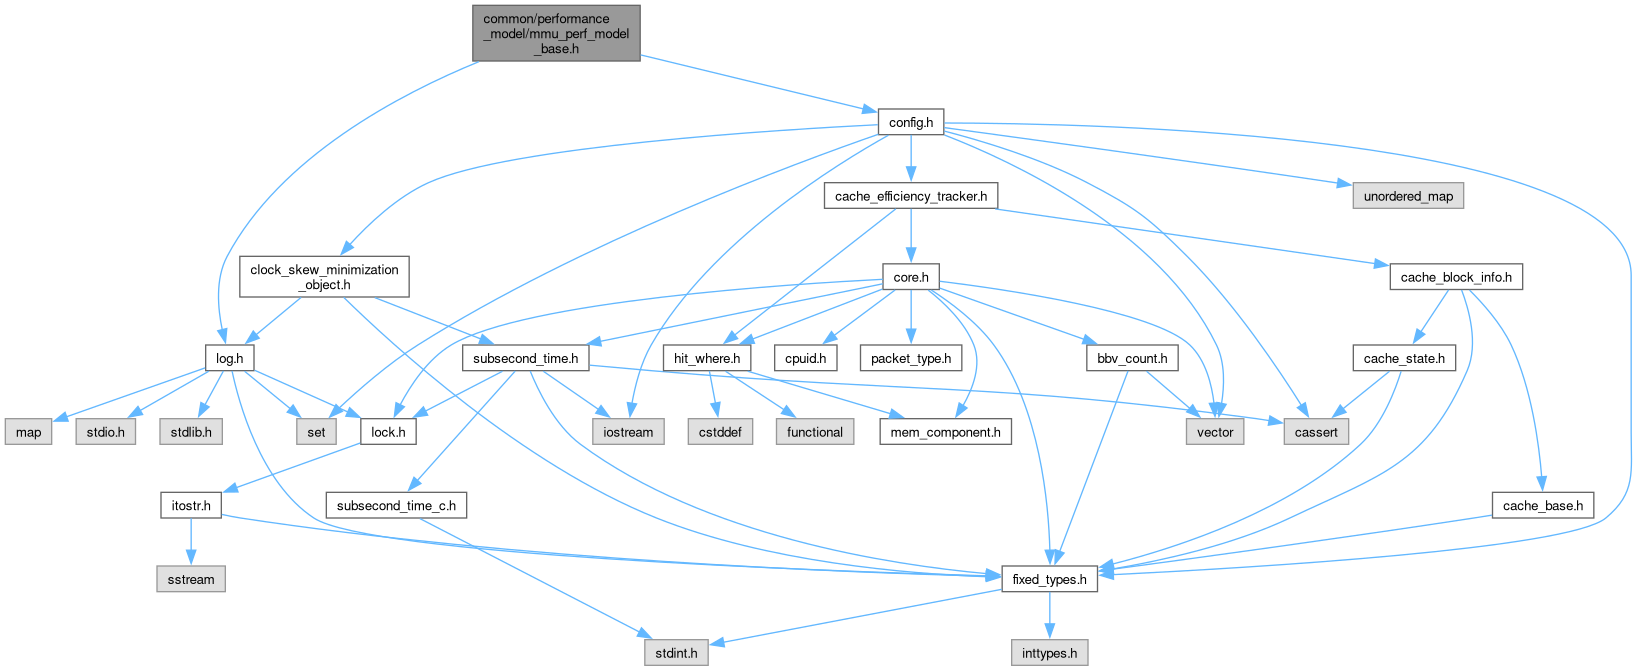 common/performance
_model/mmu_perf_model
_base.h
config.h
cache_efficiency_tracker.h
unordered_map
clock_skew_minimization
_object.h
core.h
cache_block_info.h
log.h
subsecond_time.h
hit_where.h
cpuid.h
packet_type.h
bbv_count.h
cache_state.h
map
stdio.h
stdlib.h
set
lock.h
iostream
cstddef
functional
mem_component.h
vector
cassert
itostr.h
subsecond_time_c.h
cache_base.h
sstream
fixed_types.h
stdint.h
inttypes.h